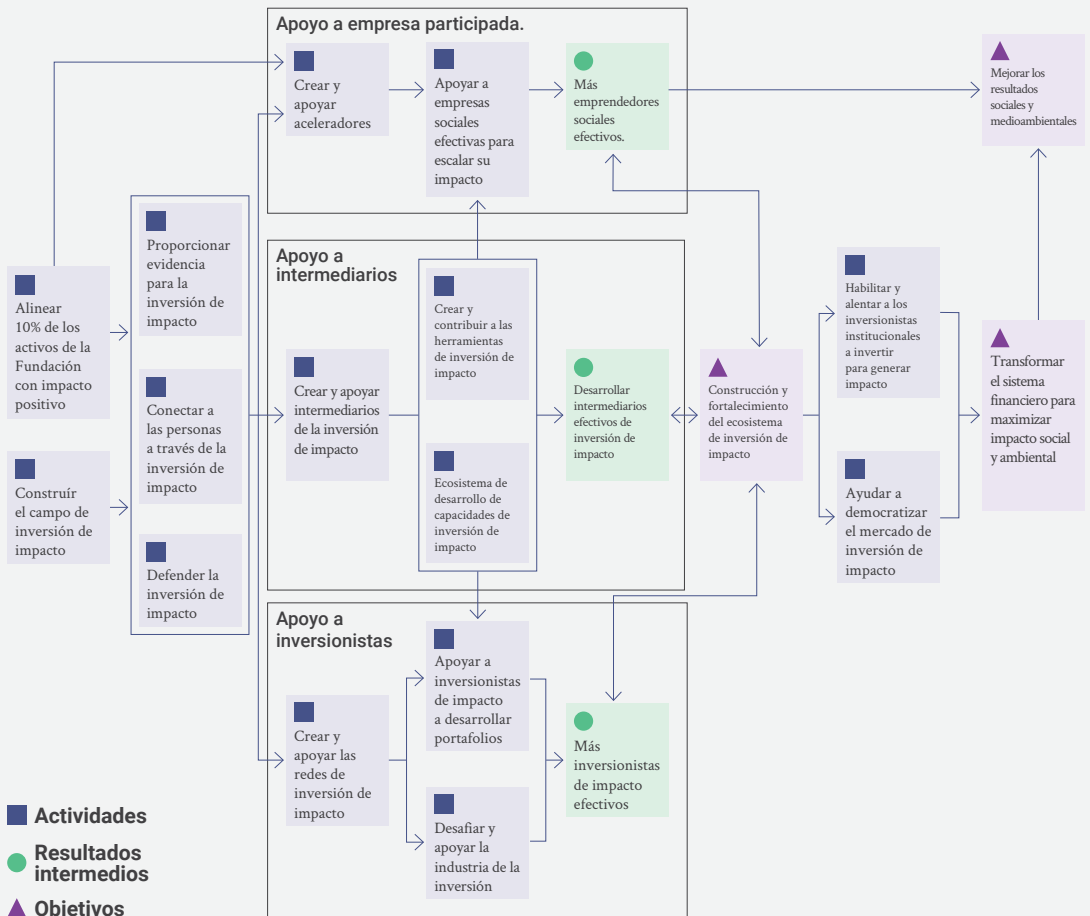 Apoyo a empresa participada.
Crear y
apoyar
aceleradores
Apoyar a
empresas
sociales
efectivas para
escalar su
impacto
Más
emprendedores
sociales
efectivos.
Mejorar los
resultados
sociales y
medioambientales
Alinear
10% de los
activos de la
Fundación
con impacto
positivo
Construír
el campo de
inversión de
impacto
Proporcionar
evidencia
para la
inversión de
impacto
Conectar a
las personas
a través de la
inversión de
impacto
Defender la
inversión de
impacto
Apoyo a
intermediarios
Crear y apoyar
intermediarios
de la inversión
de impacto
Crear y
contribuir a las
herramientas
de inversión de
impacto
Ecosistema de
desarrollo de
capacidades de
inversión de
impacto
Desarrollar
intermediarios
efectivos de
inversión de
impacto
Construcción y
fortalecimiento
del ecosistema
de inversión de
impacto
Habilitar y
alentar a los
inversionistas
institucionales
a invertir
para generar
impacto
Ayudar a
democratizar
el mercado de
inversión de
impacto
Transformar
el sistema
financiero para
maximizar
impacto social
y ambiental
Apoyo a
inversionistas
Crear y
apoyar las
redes de
inversión de
impacto
Apoyar a
inversionistas
de impacto
a desarrollar
portafolios
Desafiar y
apoyar la
industria de la
inversión
Más
inversionistas
de impacto
efectivos
Actividades
Resultados
intermedios
Objetivos